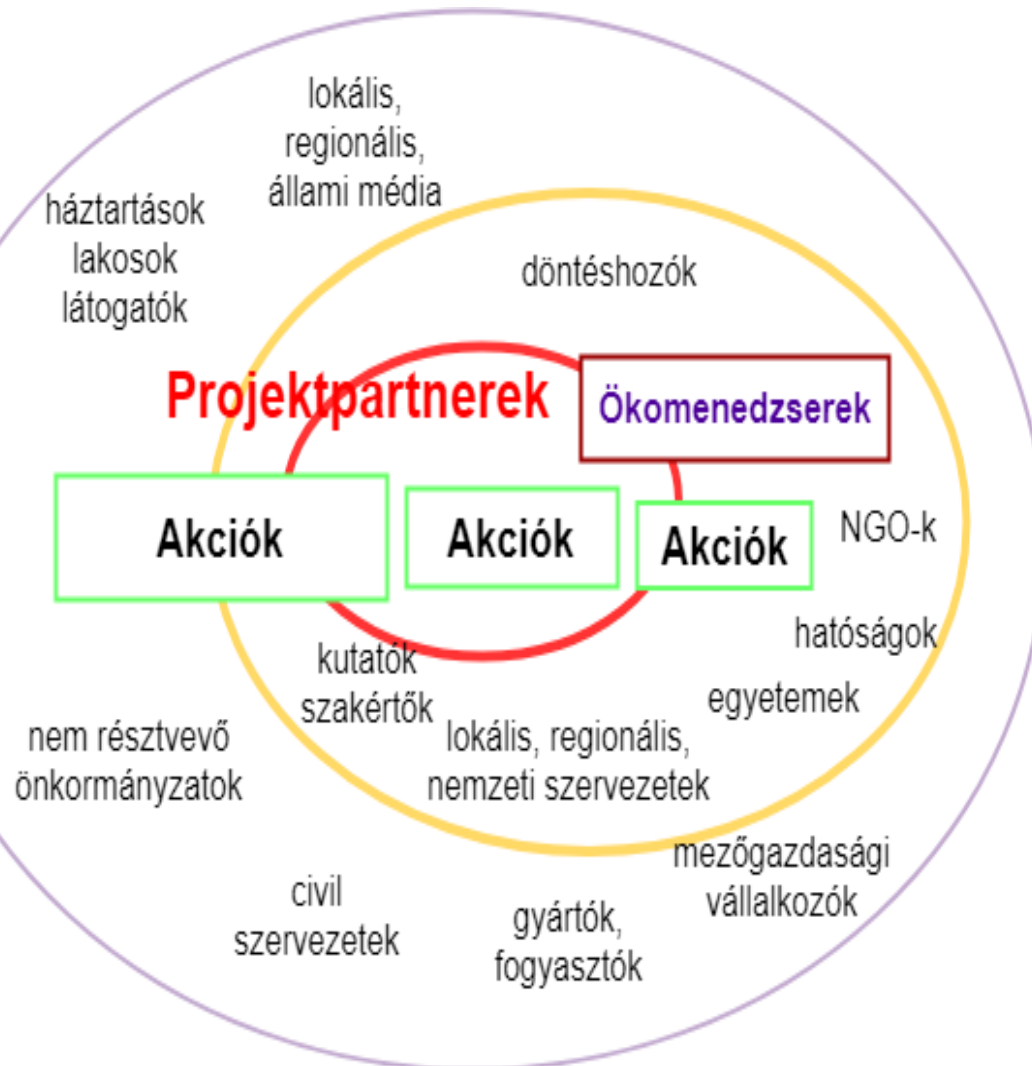 lokális,
regionális,
állami média
háztartások
lakosok
látogatók
döntéshozók
Projektpartnerek
Ökomenedzserek
Akciók
Akciók
Akciók
NGO-k
hatóságok
kutatók
szakértők
egyetemek
lokális, regionális,
nemzeti szervezetek
nem résztvevő
önkormányzatok
mezőgazdasági
vállalkozók
civil
szervezetek
gyártók,
fogyasztók